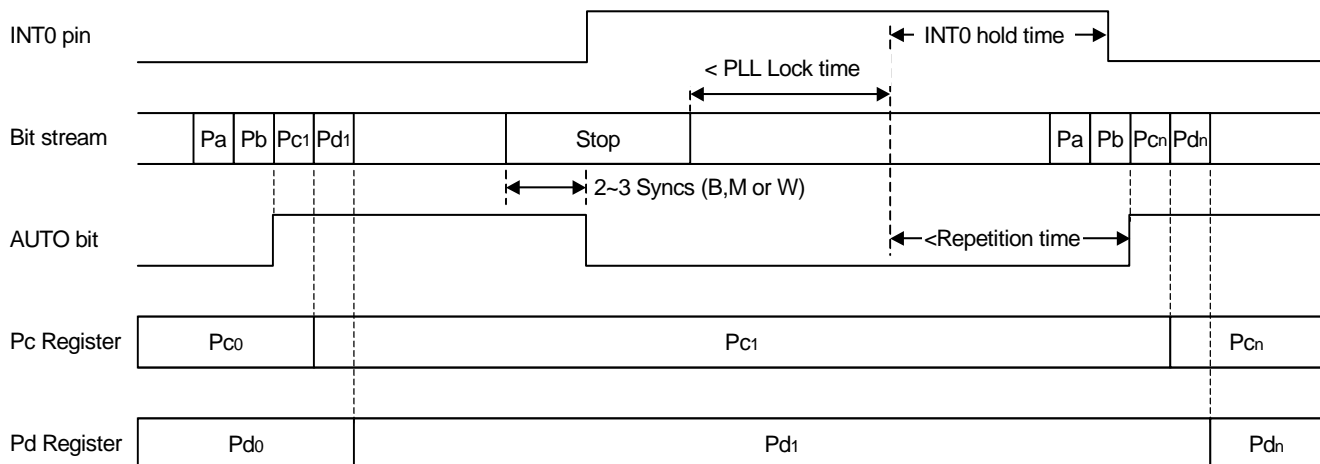 INT0 pin
INT0 hold time
< PLL Lock time
Bit stream Pa Pb Pc1 Pd1 Stop Pa Pb Pcn Pdn
2~3 Syncs (B,M or W)
AUTO bit
<Repetition time
Pc Register Pc0 Pc1 Pcn
Pd Register Pd0 Pd1 Pdn